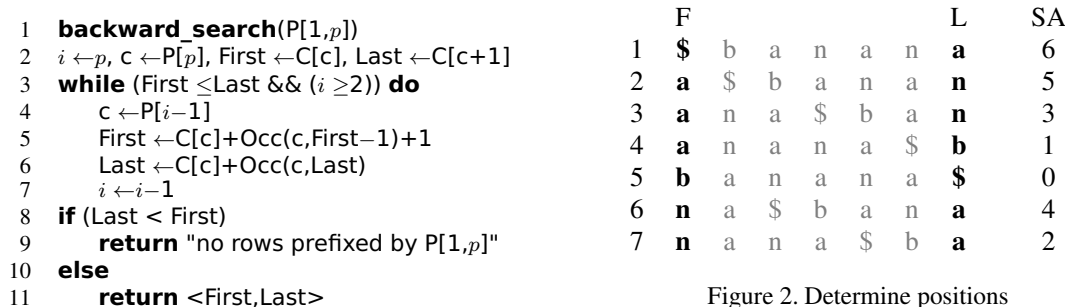 1 backward_search(P[1,p])
2 i ←p, c ←P[p], First ←C[c], Last ←C[c+1]
3 while (First ≤Last && (i ≥2)) do
4 c ←P[i−1]
5 First ←C[c]+Occ(c,First−1)+1
6 Last ←C[c]+Occ(c,Last)
7 i ←i−1
8 if (Last < First)
9 return "no rows prefixed by P[1,p]"
10 else
11 return <First,Last>
F L SA
1 $ b a n a n a 6
2 a $ b a n a n 5
3 a n a $ b a n 3
4 a n a n a $ b 1
5 b a n a n a $ 0
6 n a $ b a n a 4
7 n a n a $ b a 2
Figure 2. Determine positions